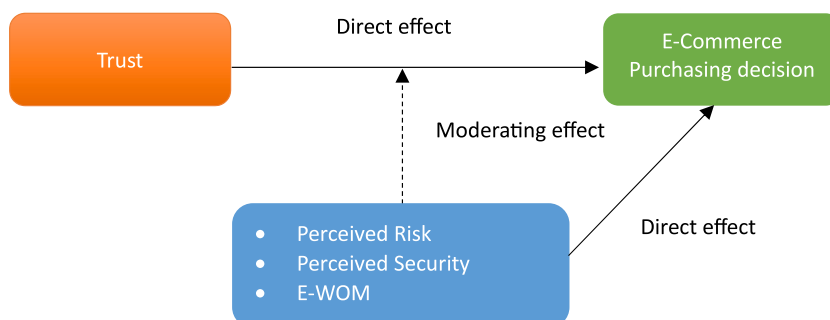 Direct effect
Trust
E-Commerce
Purchasing decision
Moderating effect
• Perceived Risk
• Perceived Security
• E-WOM
Direct effect